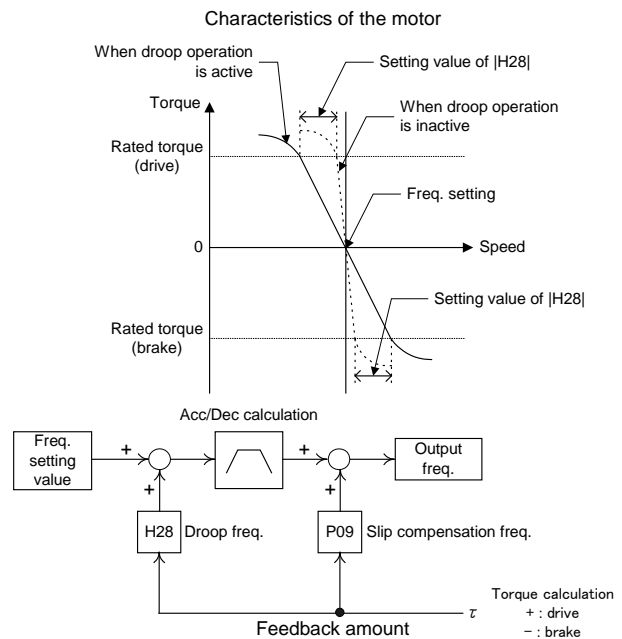 Characteristics of the motor
When droop operation
is active
Setting value of |H28|
Torque
When droop operation
is inactive
Rated torque
(drive)
Freq. setting
0
Speed
Setting value of |H28|
Rated torque
(brake)
Acc/Dec calculation
Freq.
setting
value
+
+
Output
freq.
+
+
H28
Droop freq.
P09
Slip compensation freq.
τ
Torque calculation
+ : drive
− : brake
Feedback amount